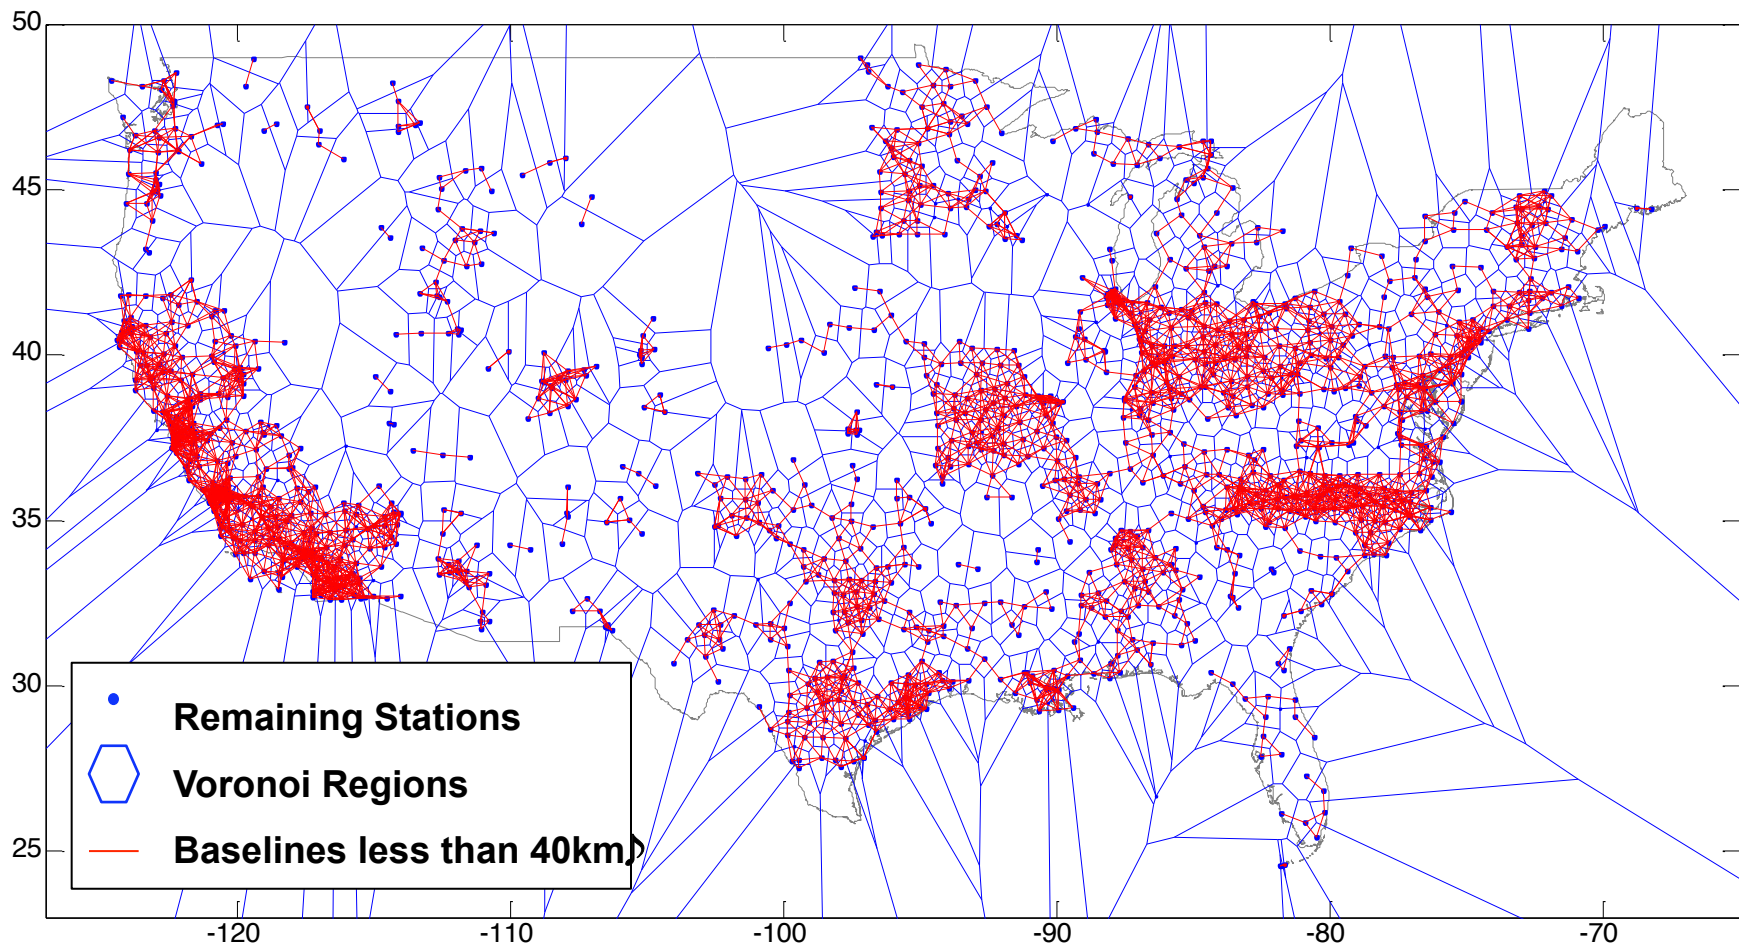 50
45
40
35
30
25
Remaining Stations
Voronoi Regions
Baselines less than 40km♪
-120 -110 -100 -90 -80 -70